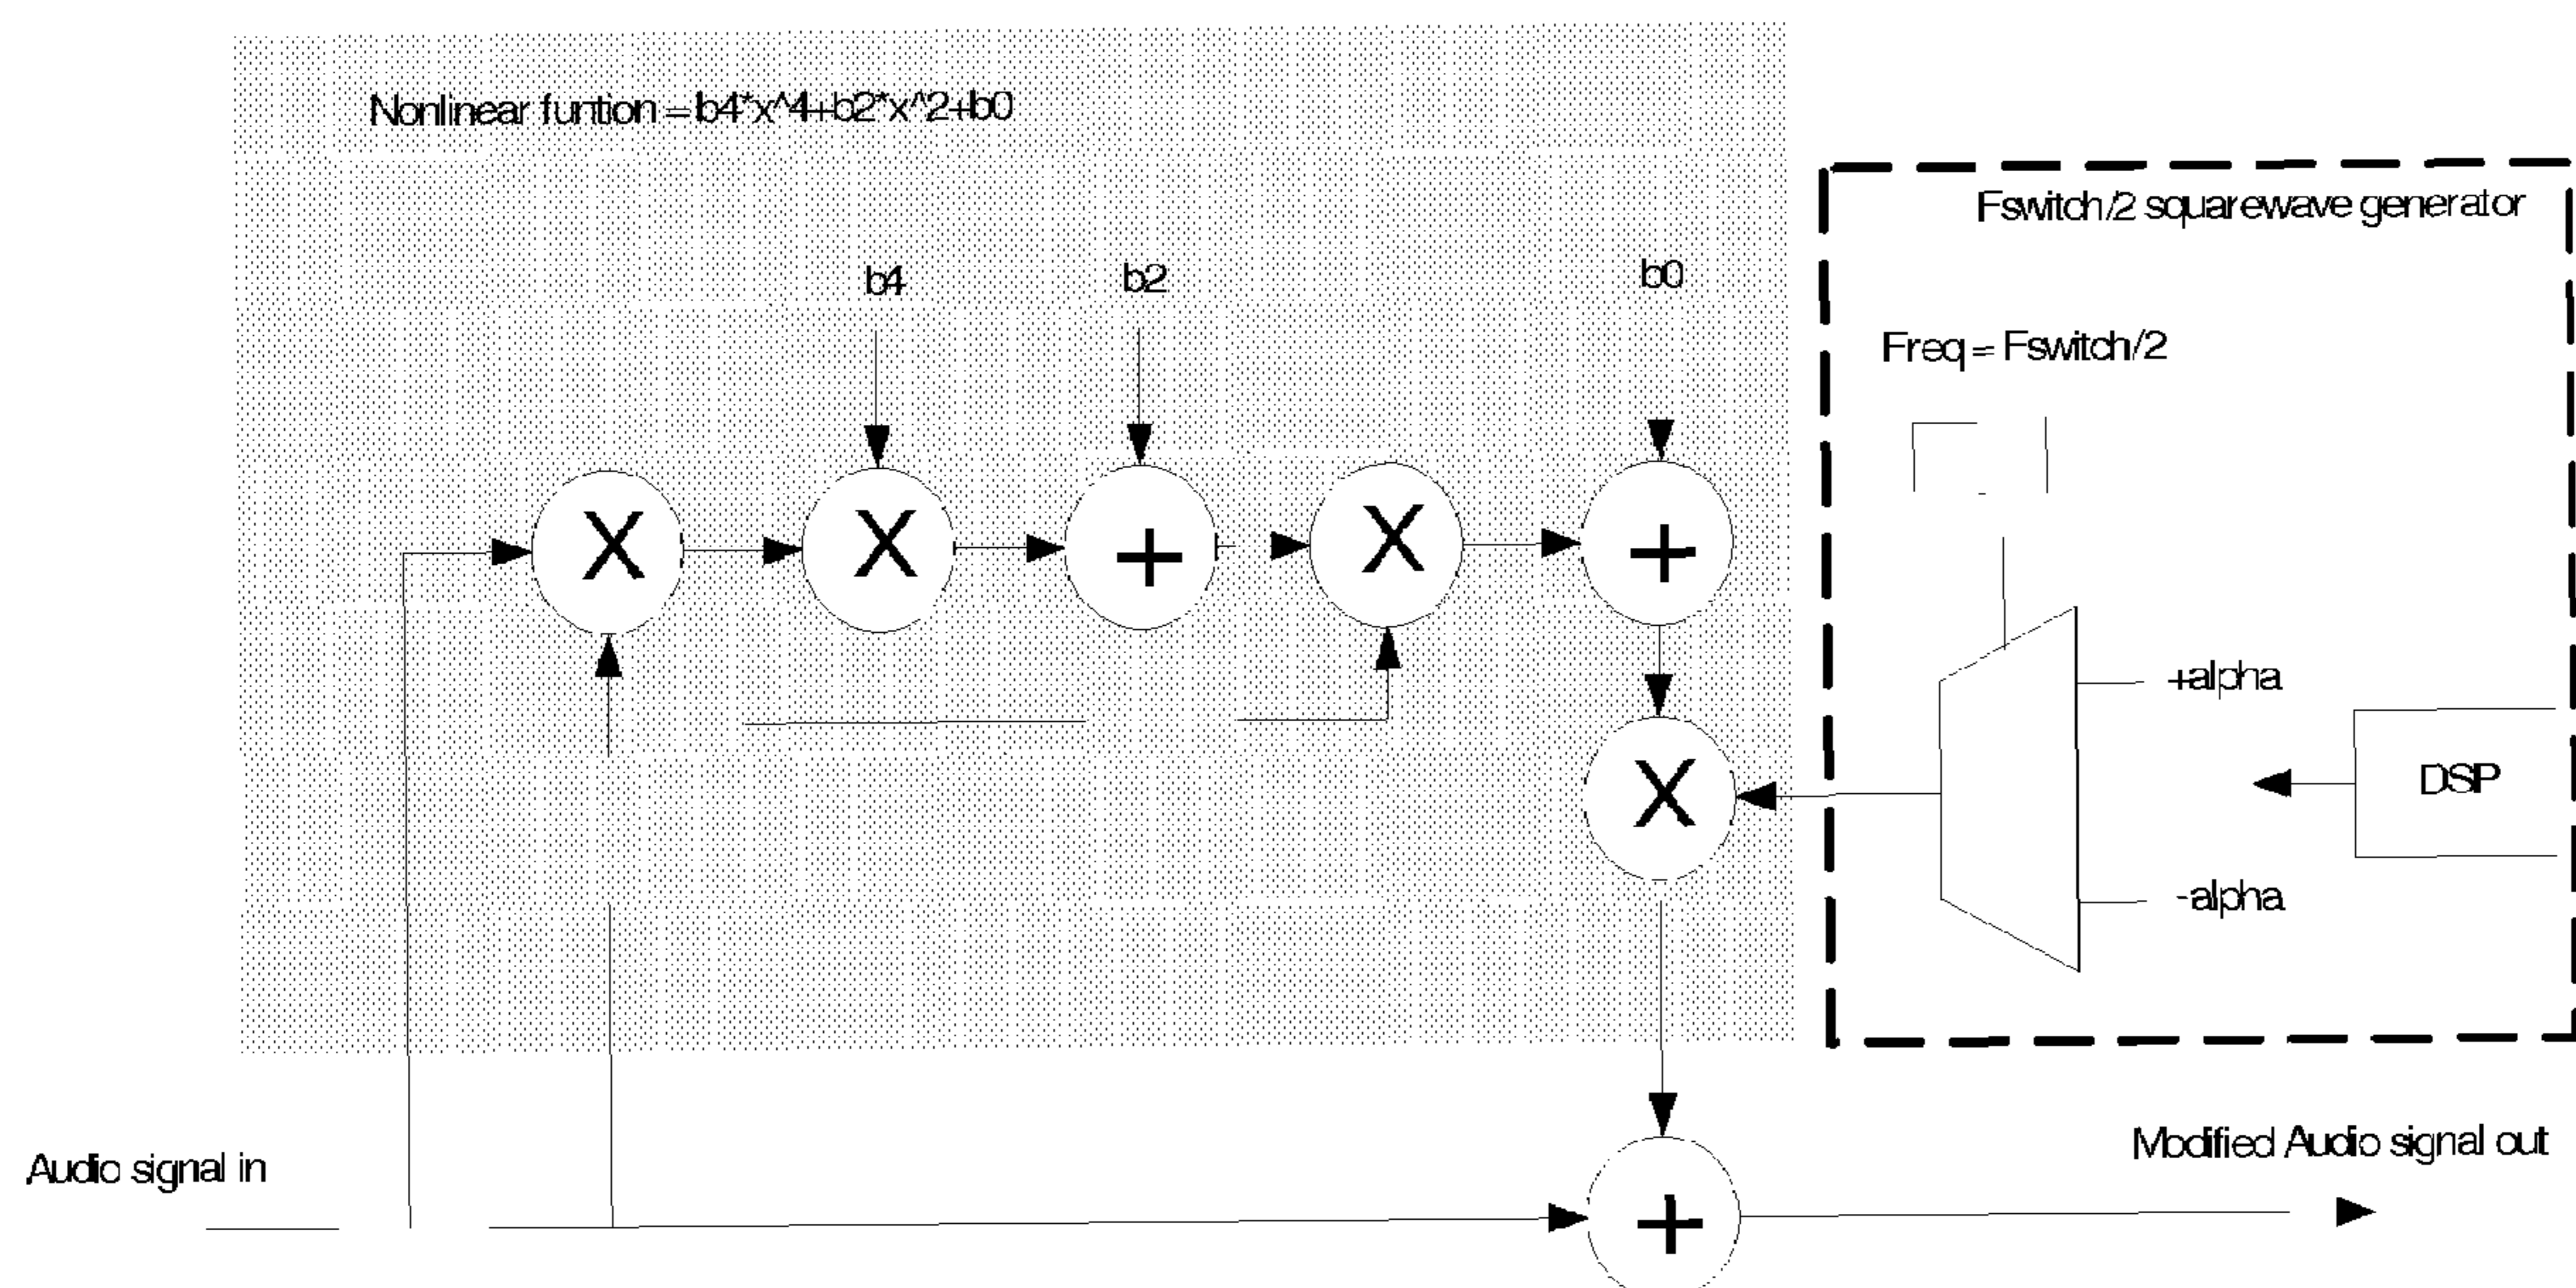 Nonlinear funtion = b4*x^4+b2*x^2+b0
Fswitch/2 squarewave generator
b4
b2
b0
Freq = Fswitch/2
X
X
+
X
+
+alpha
X
DSP
-alpha
Audio signal in
Modified Audio signal out
+